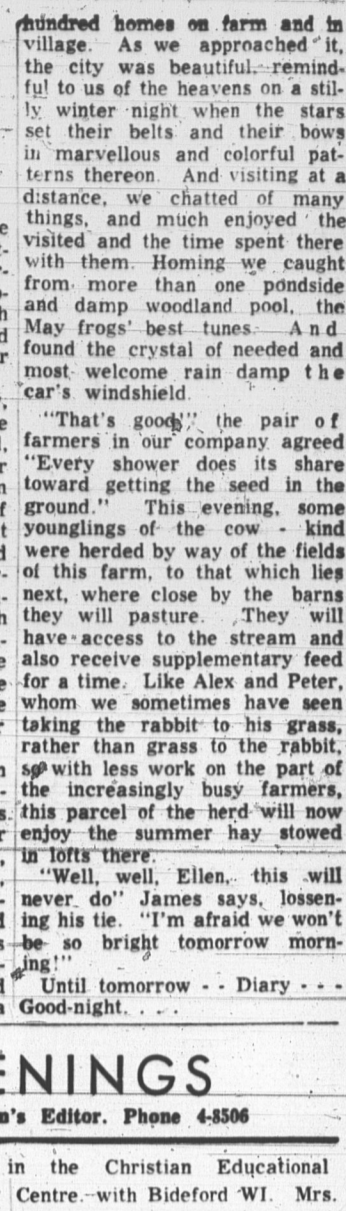 hundred homes on farm and in
village. As we approached it,
the city was beautiful, remind-
ful to us of the heavens on a stil-
ly winter night when the stars
set their belts and their bows
in marvellous and colorful pat-
terns thereon. And visiting at a
distance, we chatted of many
things, and much enjoyed the
visited and the time spent there
with them. Homing we caught
from more than one pondside
and damp woodland pool, the
May frogs' best tunes. And
found the crystal of needed and
most welcome rain damp the
car's windshield.
"That's good!" the pair of
farmers in our company agreed
"Every shower does its share
toward getting the seed in the
ground." This evening, some
younglings of the cow - kind
were herded by way of the fields
of this farm, to that which lies
next, where close by the barns
they will pasture. They will
have access to the stream and
also receive supplementary feed
for a time. Like Alex and Peter,
whom we sometimes have seen
taking the rabbit to his grass,
rather than grass to the rabbit,
so with less work on the part of
the increasingly busy farmers,
this parcel of the herd will now
enjoy the summer hay stowed
in lofts there.
"Well, well, Ellen, this will
never do" James says, lossen-
ing his tie. "I'm afraid we won't
be so bright tomorrow morn-
ing!"
Until tomorrow - - Diary - - -
Good-night. . . .
ENINGS
n's Editor. Phone 4-8506
in the Christian Educational
Centre with Bideford WI. Mrs.